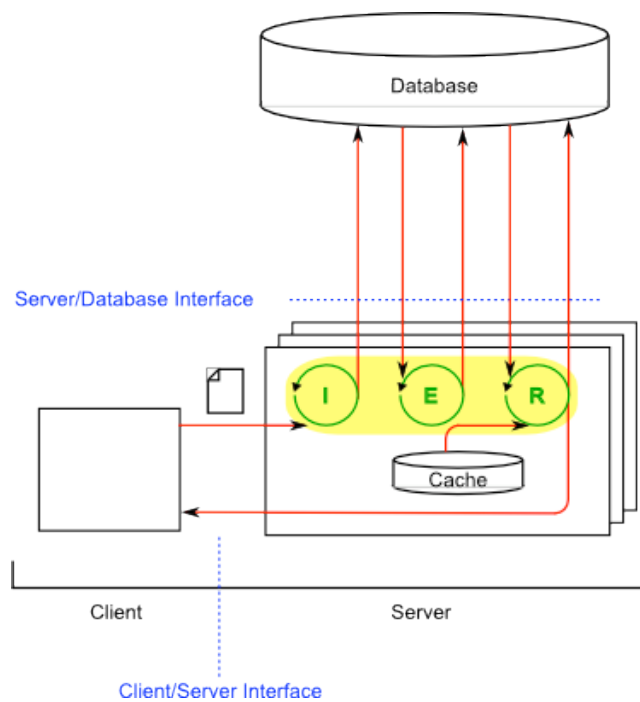 Database
Server/Database Interface
I
E
R
Cache
Client
Server
Client/Server Interface